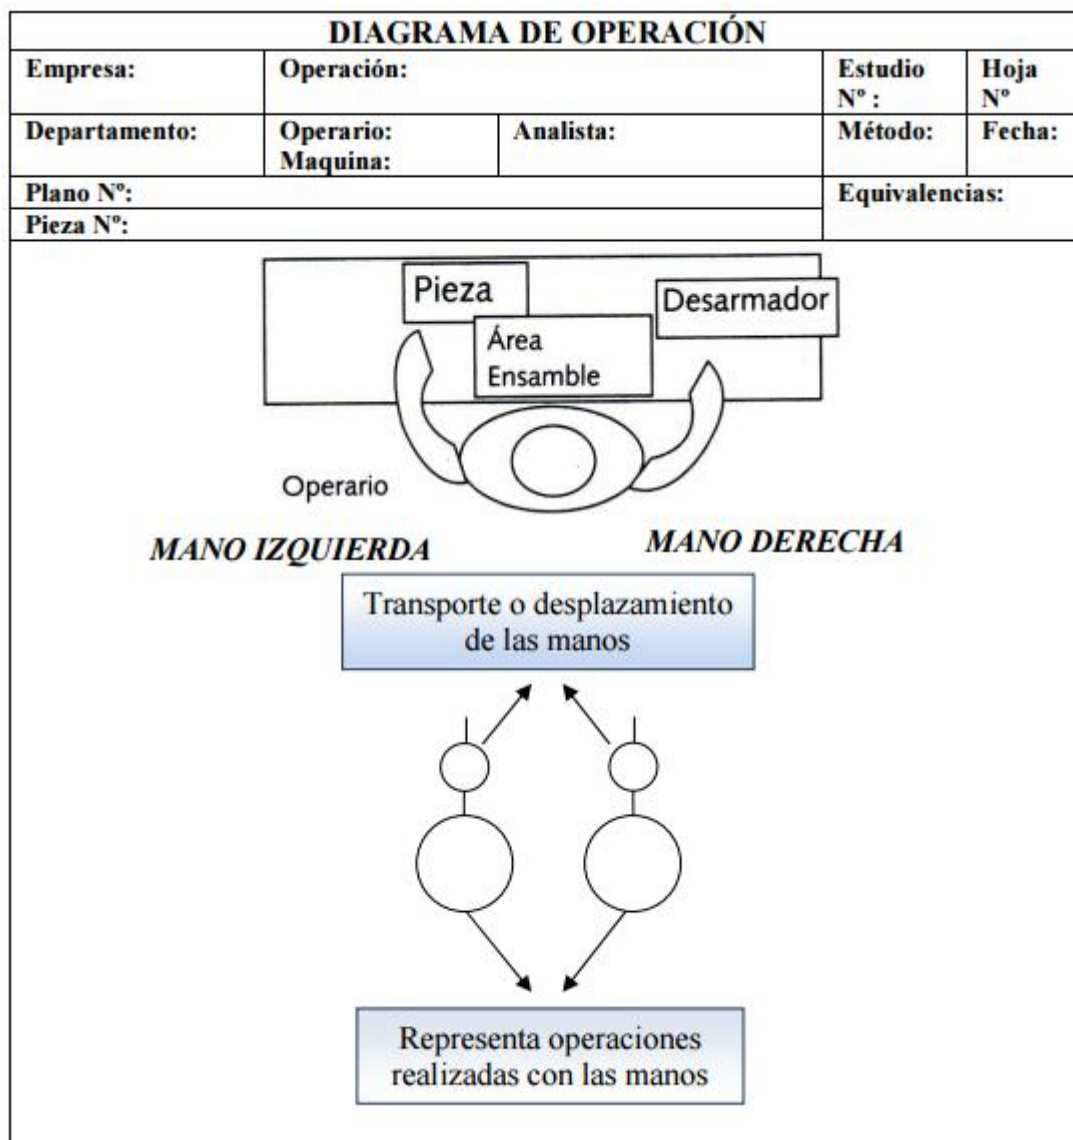 DIAGRAMA DE OPERACIÓN
Empresa:
Operación:
Estudio
Nº :
Hoja
Nº
Departamento:
Operario:
Maquina:
Analista:
Método:
Fecha:
Plano Nº:
Equivalencias:
Pieza Nº:
Pieza
Desarmador
Área
Ensamble
Operario
MANO IZQUIERDA
MANO DERECHA
Transporte o desplazamiento
de las manos
Representa operaciones
realizadas con las manos